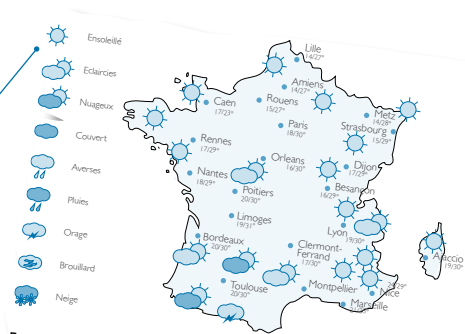 Ensoleillé
Eclaircies
Nuageux
Couvert
Averses
Pluies
Orage
Brouillard
Neige
Lille
14/27°
Amiens
14/27°
Caen
17/23°
Rouens
15/27°
Metz
14/28°
Paris
18/30°
Strasbourg
15/29°
Rennes
17/29°
Orleans
16/30°
Dijon
17/29°
Nantes
18/29°
Besançon
16/29°
Poitiers
20/30°
Limoges
19/31°
Lyon
19/30°
Bordeaux
20/30°
Clermont-
Ferrand
17/30°
Ajaccio
19/30°
Toulouse
20/30°
Montpellier
Nice
Marseille